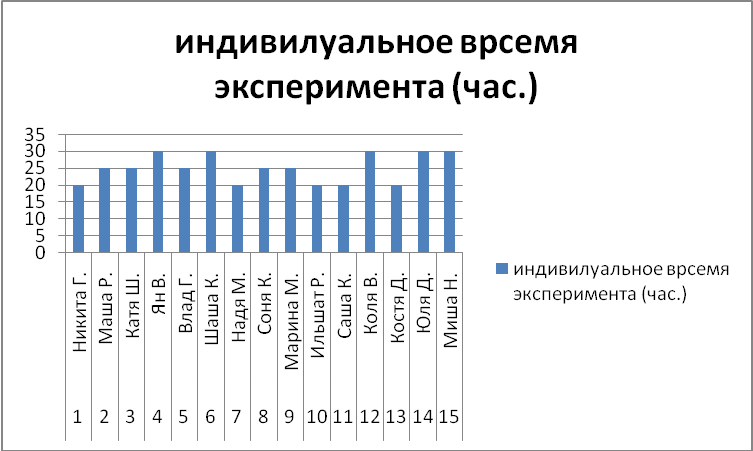 индивилуальное врсемя
эксперимента (час.)
35
30
25
20
15
10
5
0
Никита Г.
Маша Р.
Катя Ш.
Ян В.
Влад Г.
Шаша К.
Надя М.
Соня К.
Марина М.
Ильшат Р.
Саша К.
Коля В.
Костя Д.
Юля Д.
Миша Н.
1 2 3 4 5 6 7 8 9 10 11 12 13 14 15
индивилуальное врсемя
эксперимента (час.)